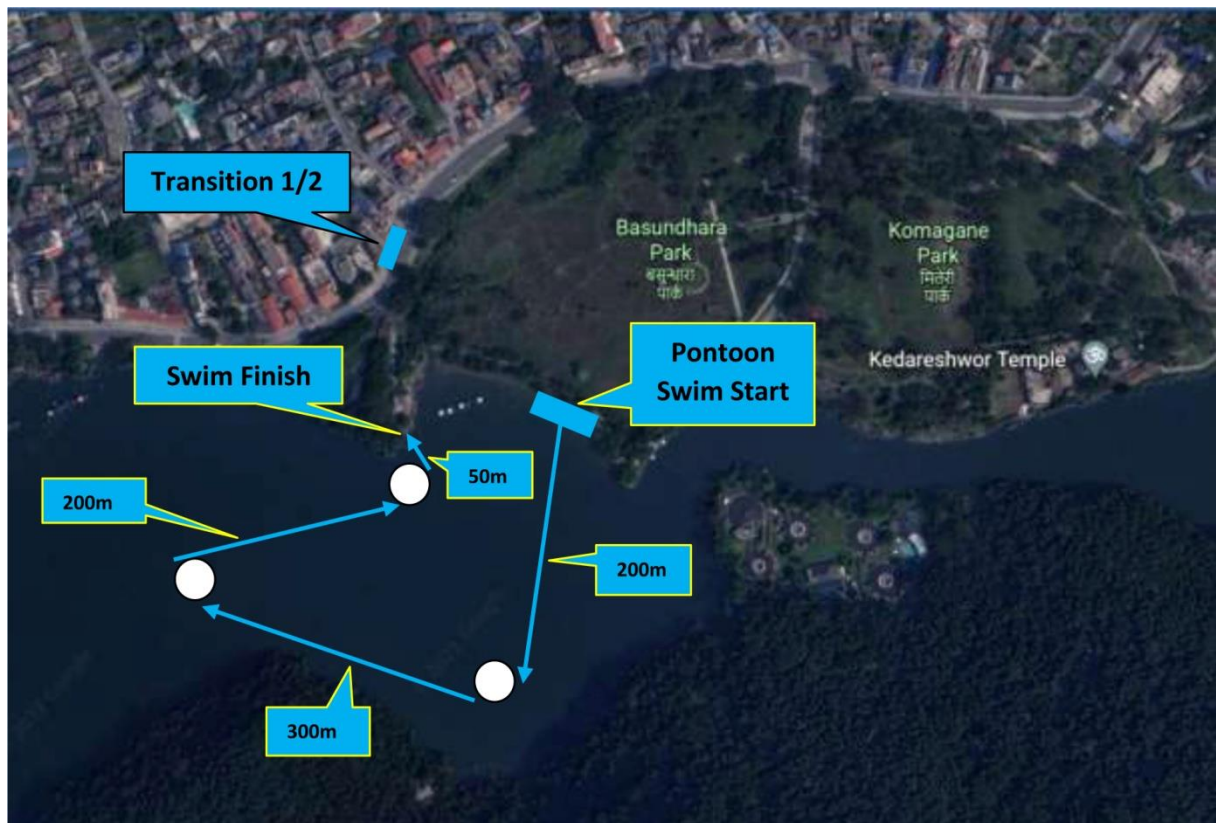 Transition 1/2
Basundhara
Park
बसुन्धारा
पार्क
Komagane
Park
मितेरी
पार्क
Pontoon
Swim Start
Kedareshwor Temple
Swim Finish
50m
200m
200m
300m